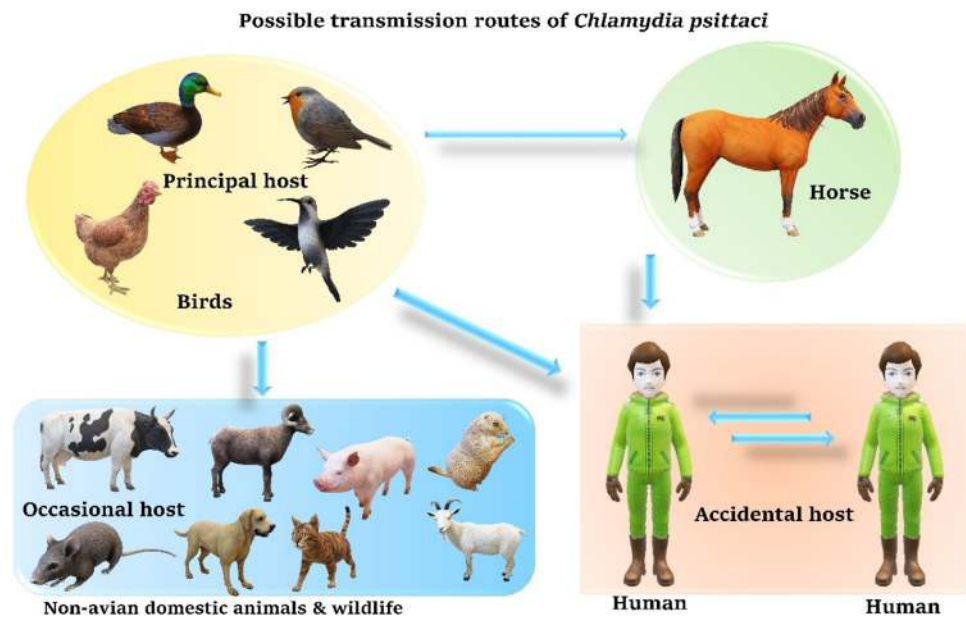 Possible transmission routes of Chlamydia psittaci
Principal host
Birds
Horse
Occasional host
Non-avian domestic animals & wildlife
Accidental host
Human
Human